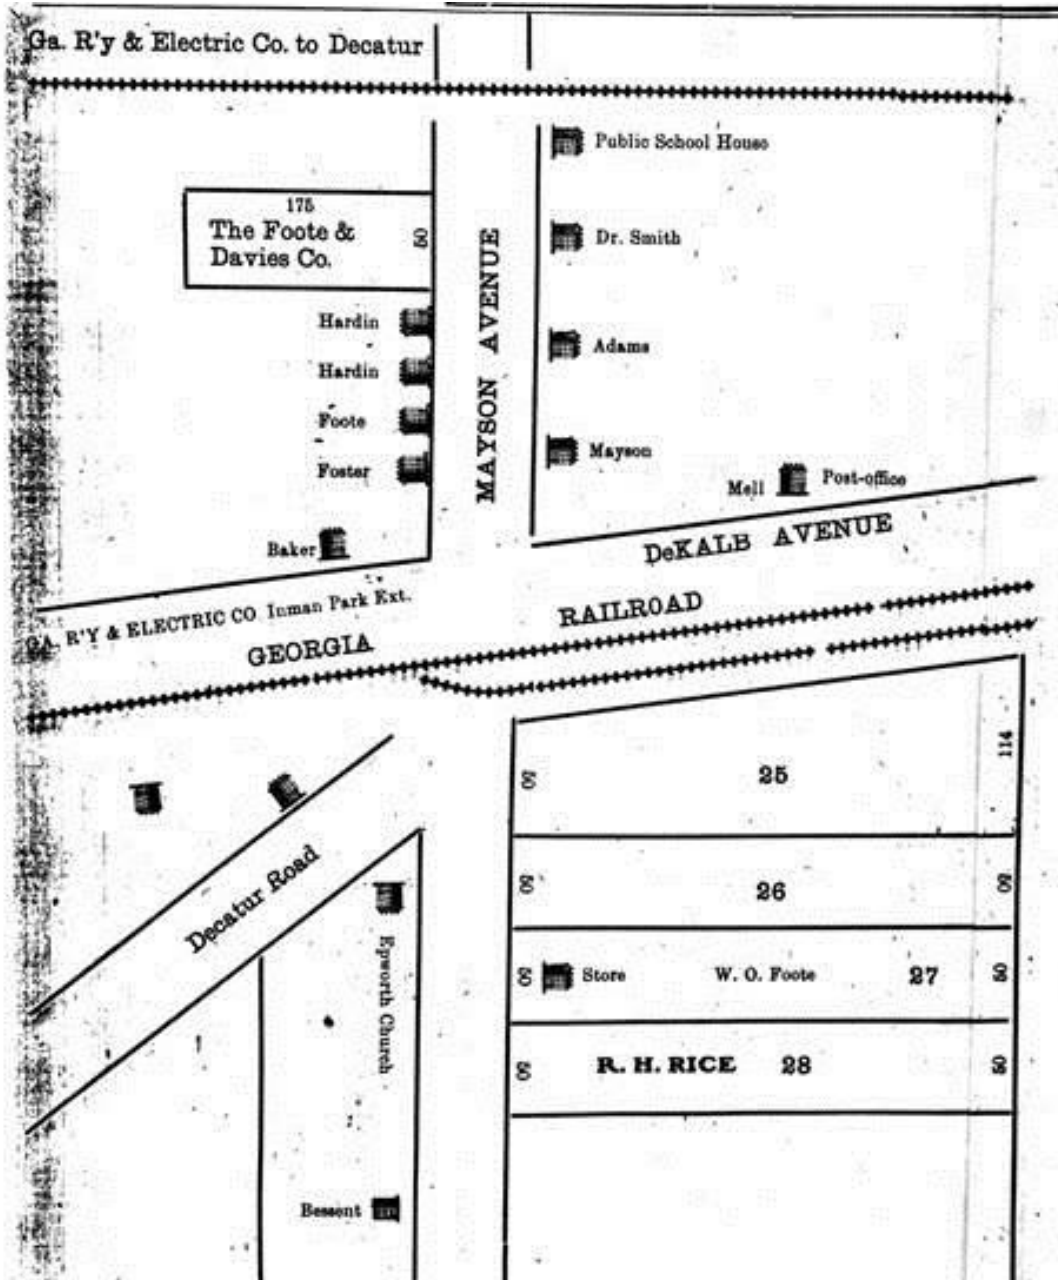 Ga. R'y & Electric Co. to Decatur
Public School House
175
The Foote &
Davies Co.
Dr. Smith
MAYSON AVENUE
Hardin
Adams
Hardin
Foote
Foster
Mayson
Mell
Post-office
Baker
DeKALB AVENUE
GA. R'Y & ELECTRIC CO. Inman Park Ext.
GEORGIA RAILROAD
114
50
25
50
26
Decatur Road
Epworth Church
50
Store
W. O. Foote
27
50
50
R. H. RICE
28
50
Bessent